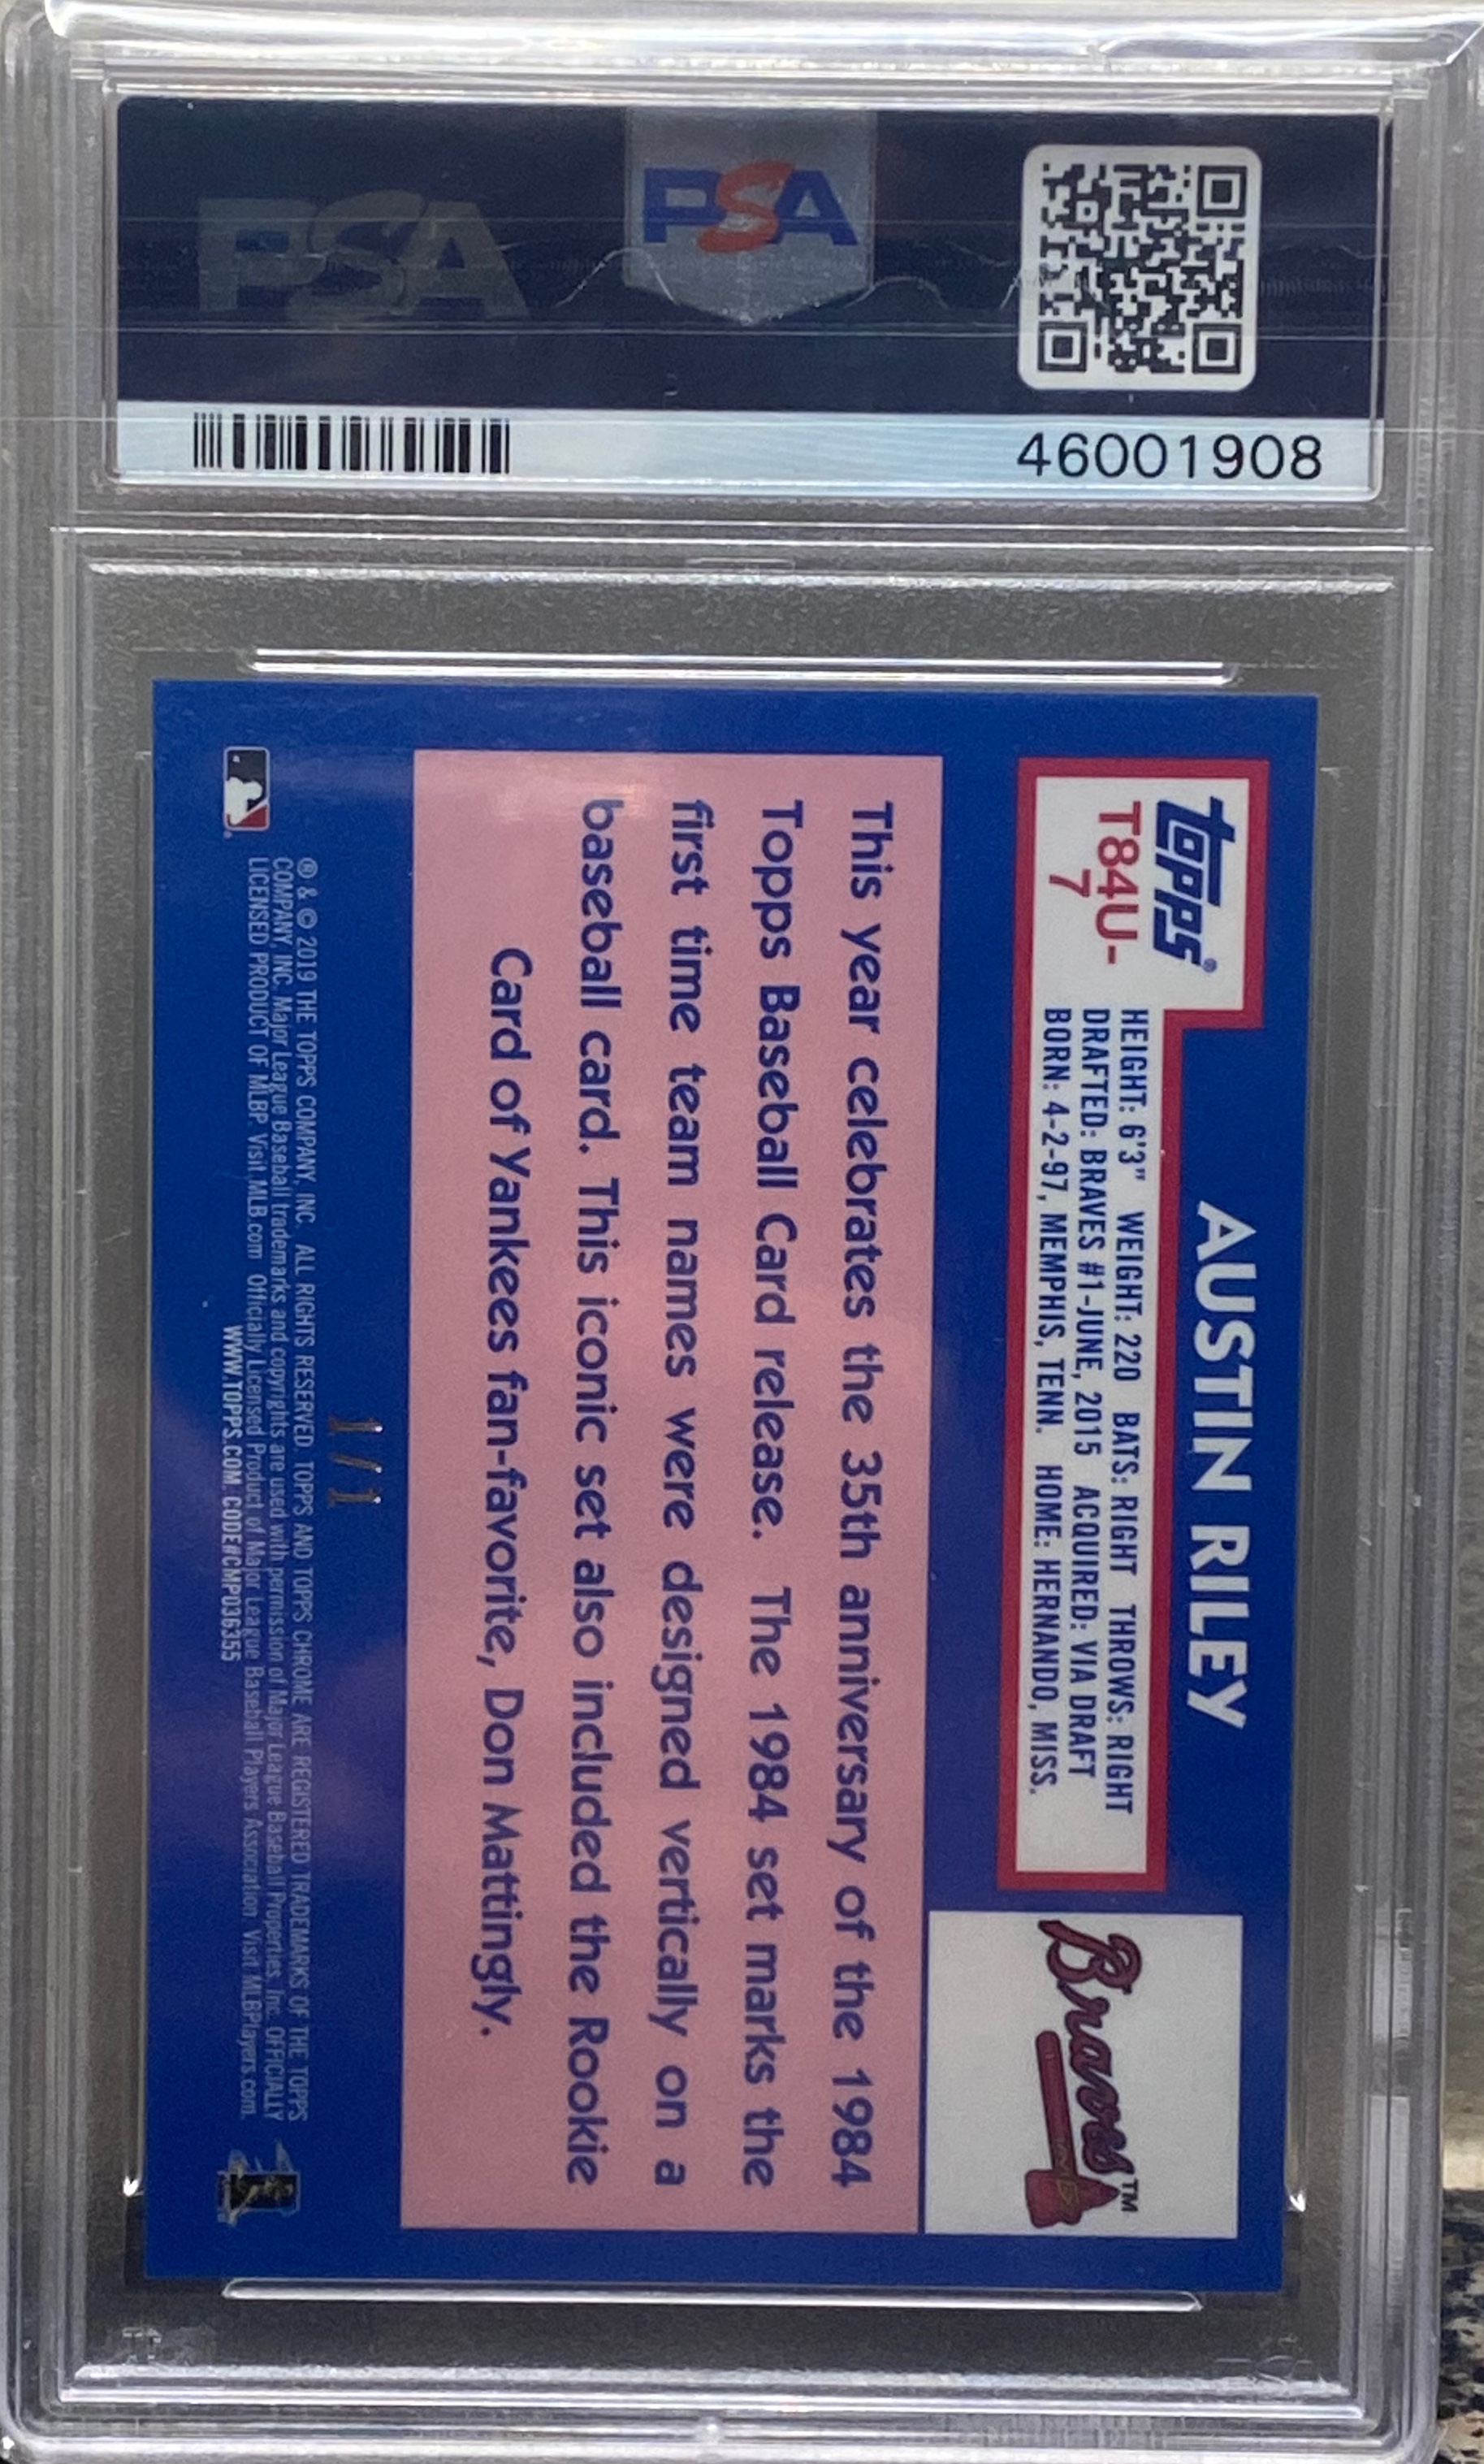 PSA
PSA
46001908
topps®
T84U-
7
AUSTIN RILEY
HEIGHT: 6'3" WEIGHT: 220 BATS: RIGHT THROWS: RIGHT
DRAFTED: BRAVES #1-JUNE, 2015 ACQUIRED: VIA DRAFT
BORN: 4-2-97, MEMPHIS, TENN. HOME: HERNANDO, MISS.
Braves™
This year celebrates the 35th anniversary of the 1984
Topps Baseball Card release. The 1984 set marks the
first time team names were designed vertically on a
baseball card. This iconic set also included the Rookie
Card of Yankees fan-favorite, Don Mattingly.
1/1
® & © 2019 THE TOPPS COMPANY, INC. ALL RIGHTS RESERVED. TOPPS AND TOPPS CHROME ARE REGISTERED TRADEMARKS OF THE TOPPS
COMPANY, INC. Major League Baseball trademarks and copyrights are used with permission of Major League Baseball Properties, Inc. OFFICIALLY
LICENSED PRODUCT OF MLBP. Visit MLB.com Officially Licensed Product of Major League Baseball Players Association Visit MLBPlayers.com.
WWW.TOPPS.COM. CODE#CMP036355